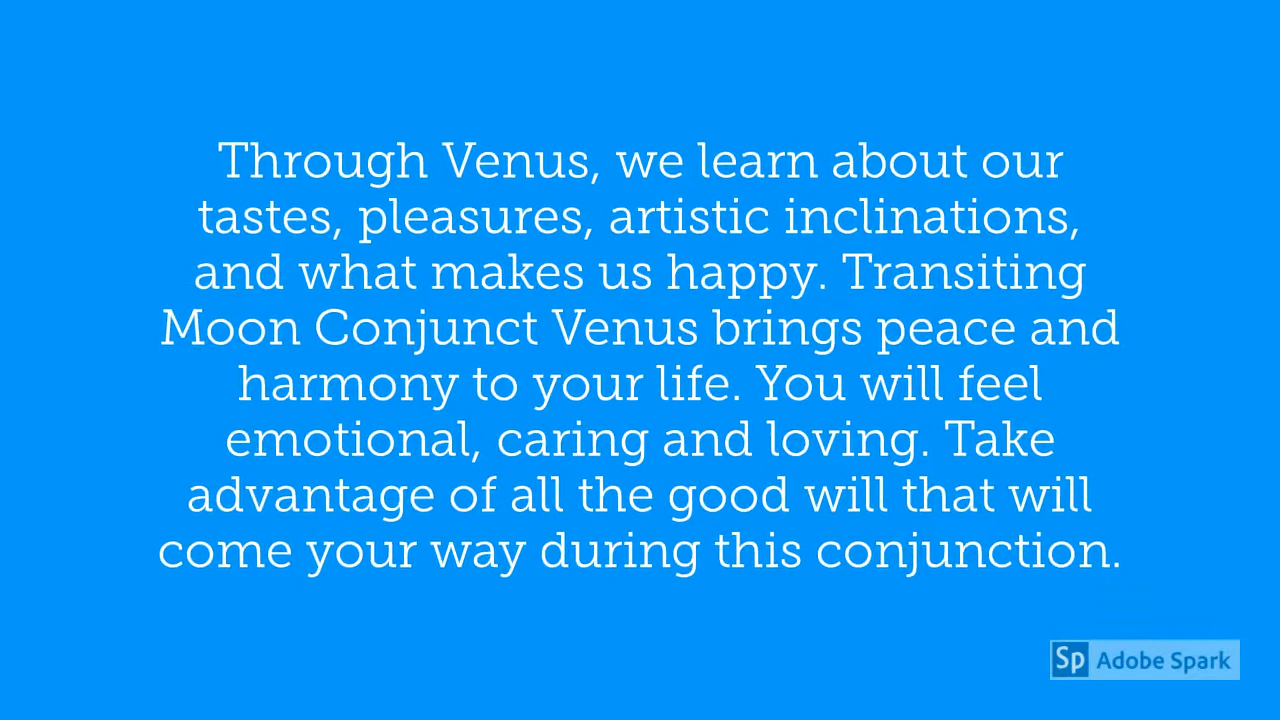 Through Venus, we learn about our
tastes, pleasures, artistic inclinations,
and what makes us happy. Transiting
Moon Conjunct Venus brings peace and
harmony to your life. You will feel
emotional, caring and loving. Take
advantage of all the good will that will
come your way during this conjunction.
Sp Adobe Spark